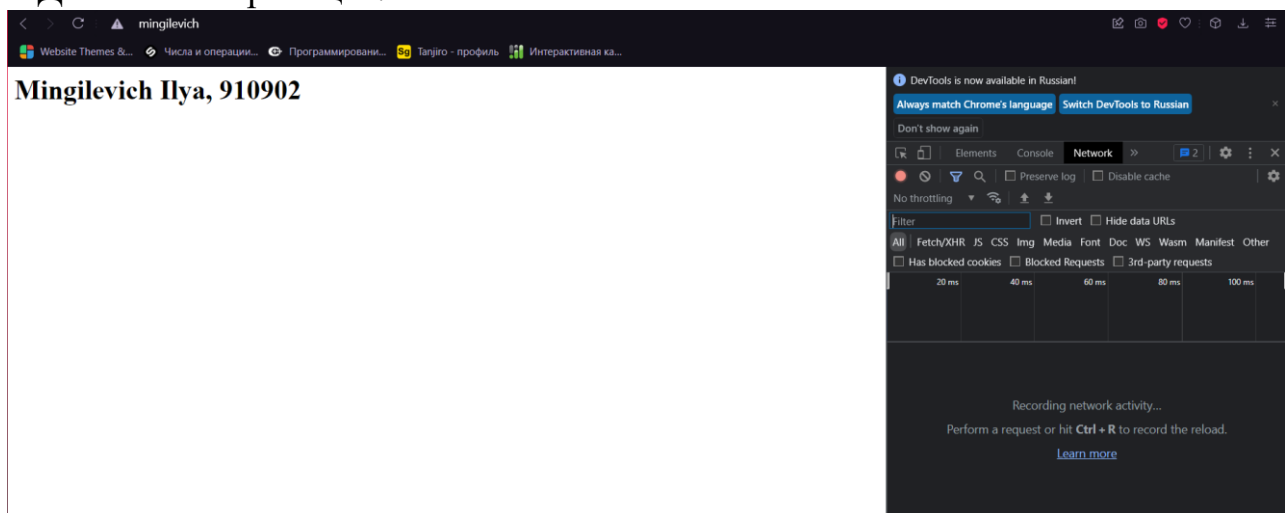 mingilevich
Website Themes &... Числа и операции... Программировани... Sg Tanjiro - профиль Интерактивная ка...
Mingilevich Ilya, 910902
DevTools is now available in Russian!
Always match Chrome's language Switch DevTools to Russian
Don't show again
Elements Console Network » 2
Preserve log Disable cache
No throttling
Filter Invert Hide data URLs
All Fetch/XHR JS CSS Img Media Font Doc WS Wasm Manifest Other
Has blocked cookies Blocked Requests 3rd-party requests
20 ms 40 ms 60 ms 80 ms 100 ms
Recording network activity...
Perform a request or hit Ctrl + R to record the reload.
Learn more